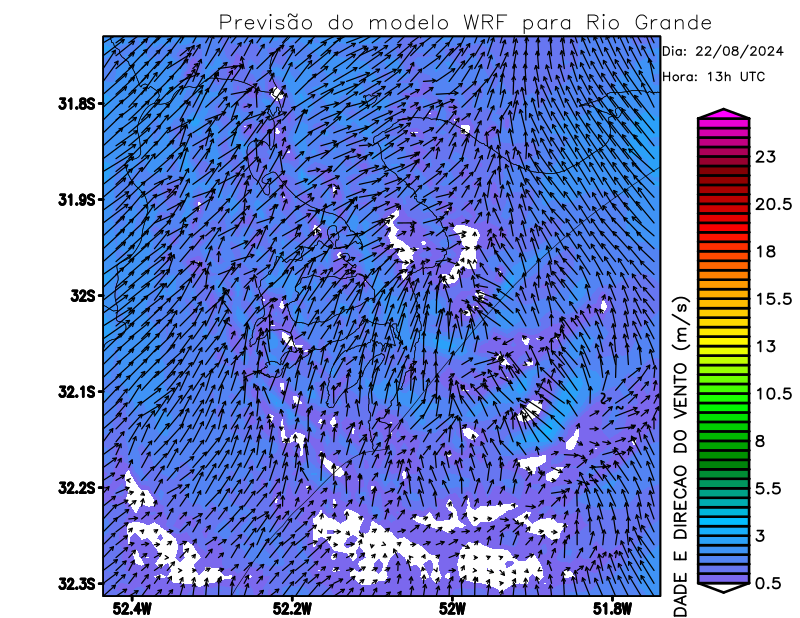 Previsão do modelo WRF para Rio Grande
Dia: 22/08/2024
Hora: 13h UTC
31.8S
31.9S
32S
32.1S
32.2S
32.3S
52.4W
52.2W
52W
51.8W
DADE E DIRECAO DO VENTO (m/s)
23
20.5
18
15.5
13
10.5
8
5.5
3
0.5